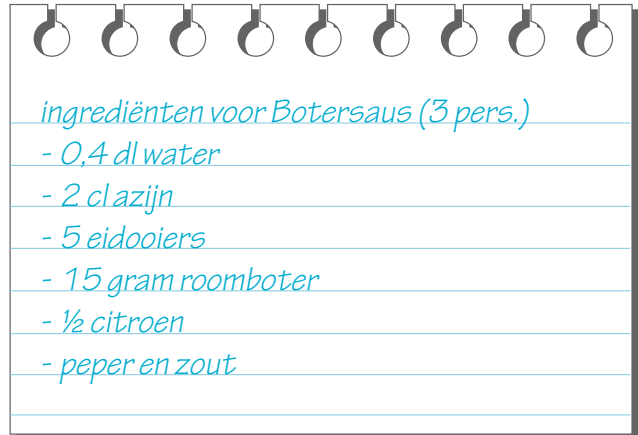 ingrediënten voor Botersaus (3 pers.)
- 0,4 dl water
- 2 cl azijn
- 5 eidooiers
- 15 gram roomboter
- ½ citroen
- peper en zout